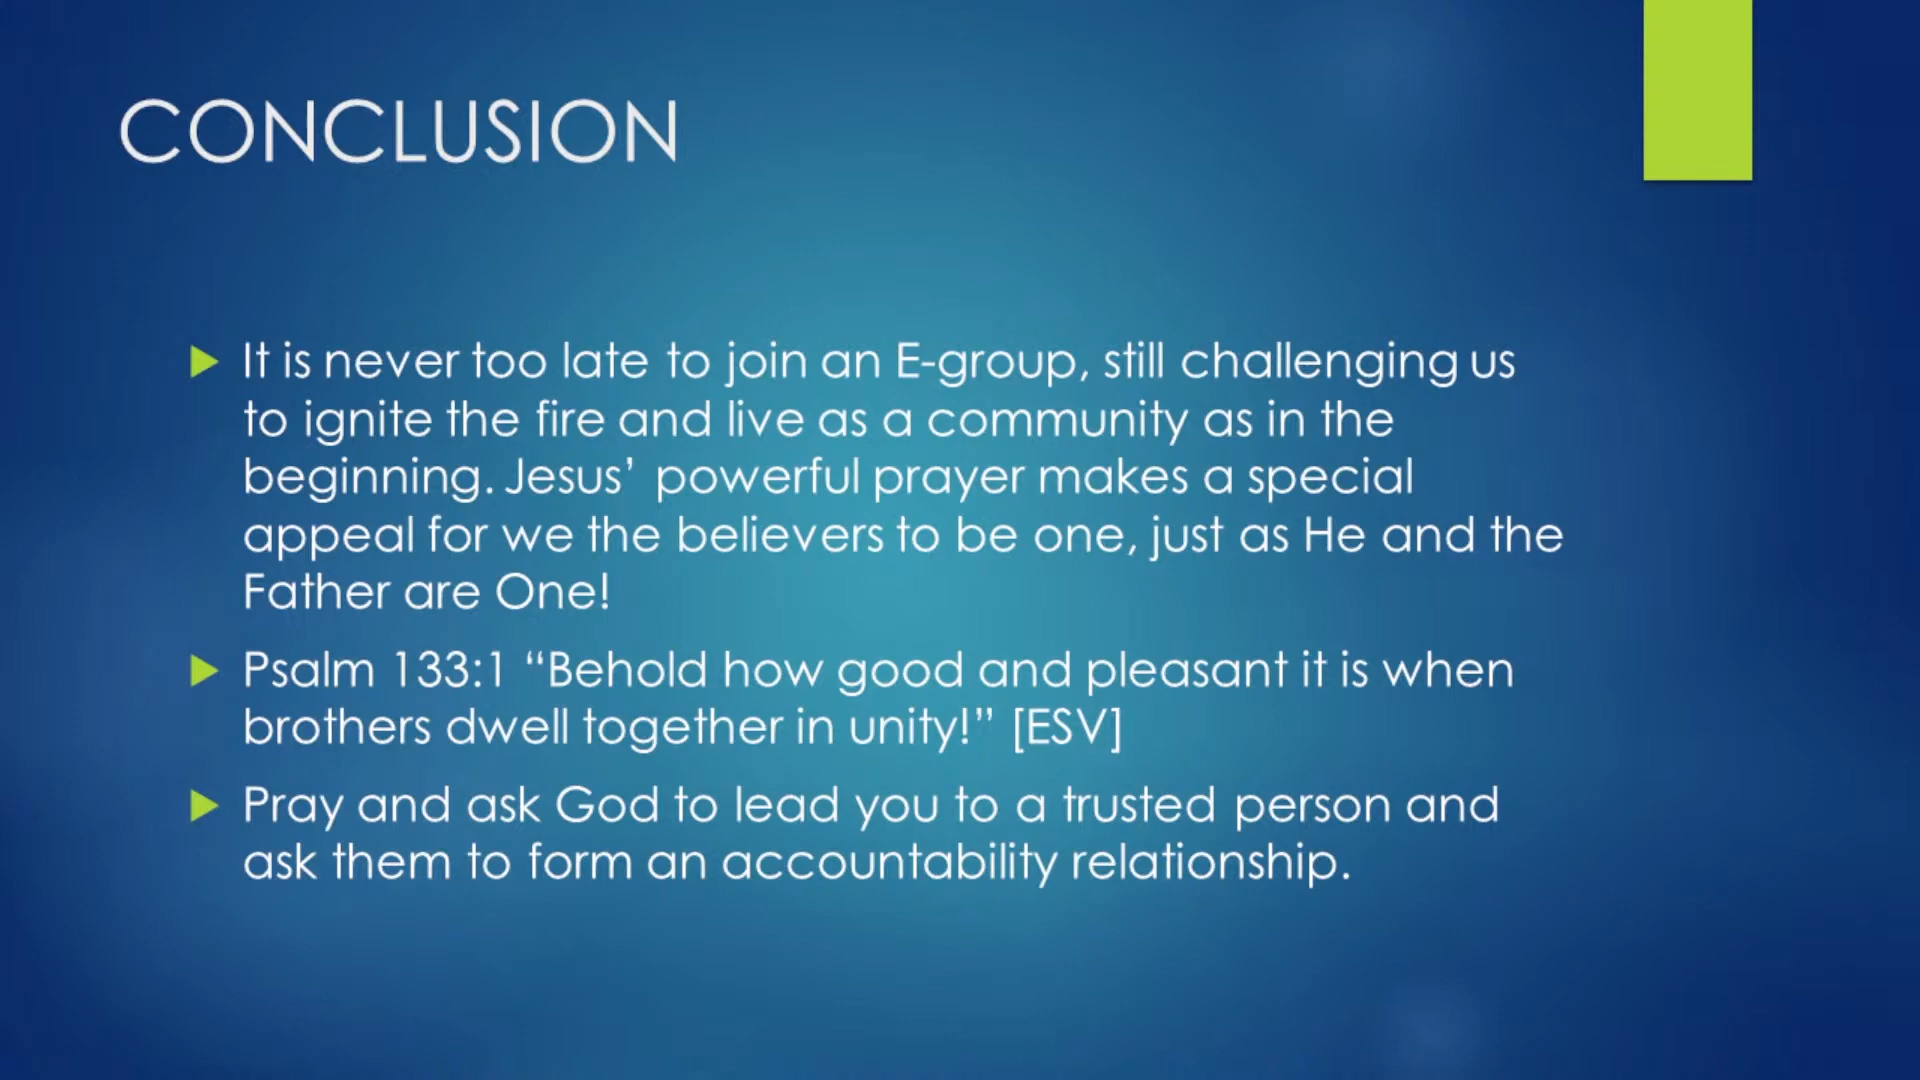 CONCLUSION
It is never too late to join an E-group, still challenging us
to ignite the fire and live as a community as in the
beginning. Jesus’ powerful prayer makes a special
appeal for we the believers to be one, just as He and the
Father are One!
Psalm 133:1 “Behold how good and pleasant it is when
brothers dwell together in unity!” [ESV]
Pray and ask God to lead you to a trusted person and
ask them to form an accountability relationship.